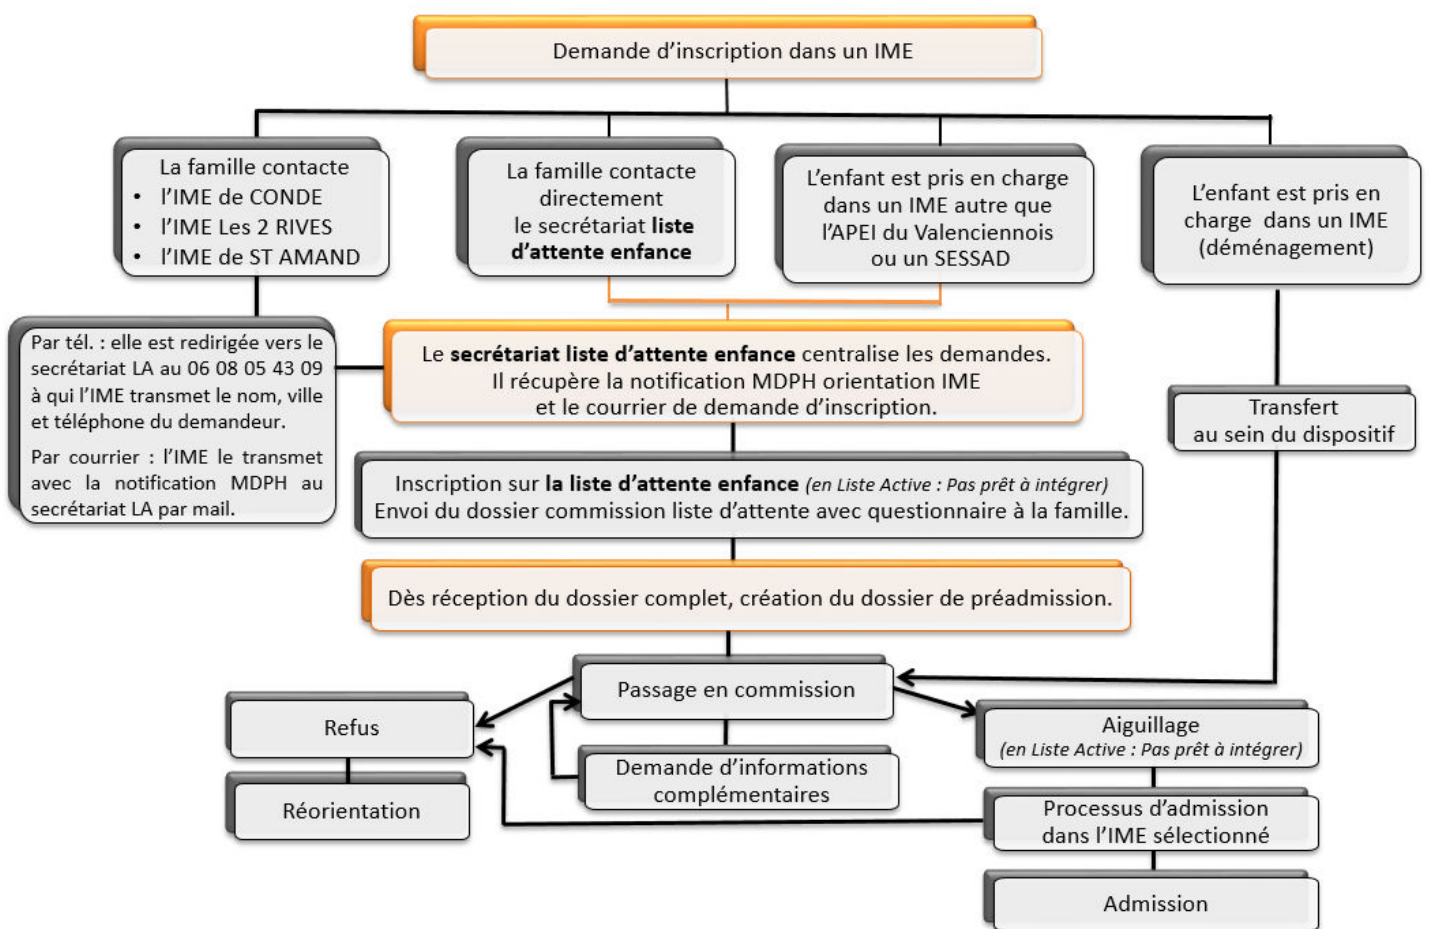 Demande d'inscription dans un IME
La famille contacte
• l'IME de CONDE
• l'IME Les 2 RIVES
• l'IME de ST AMAND
La famille contacte
directement
le secrétariat liste
d'attente enfance
L'enfant est pris en charge
dans un IME autre que
l'APEI du Valenciennois
ou un SESSAD
L'enfant est pris en
charge dans un IME
(déménagement)
Par tél. : elle est redirigée vers le
secrétariat LA au 06 08 05 43 09
à qui l'IME transmet le nom, ville
et téléphone du demandeur.
Par courrier : l'IME le transmet
avec la notification MDPH au
secrétariat LA par mail.
Le secrétariat liste d'attente enfance centralise les demandes.
Il récupère la notification MDPH orientation IME
et le courrier de demande d'inscription.
Transfert
au sein du dispositif
Inscription sur la liste d'attente enfance (en Liste Active : Pas prêt à intégrer)
Envoi du dossier commission liste d'attente avec questionnaire à la famille.
Dès réception du dossier complet, création du dossier de préadmission.
Passage en commission
Refus
Aiguillage
(en Liste Active : Pas prêt à intégrer)
Demande d'informations
complémentaires
Réorientation
Processus d'admission
dans l'IME sélectionné
Admission